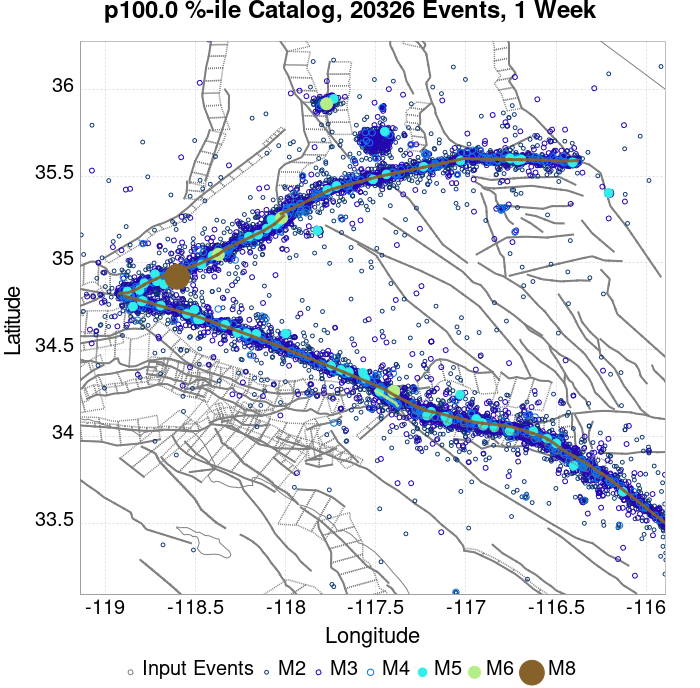 p100.0 %-ile Catalog, 20326 Events, 1 Week
36
35.5
35
34.5
34
33.5
Latitude
-119 -118.5 -118 -117.5 -117 -116.5 -116
Longitude
Input Events M2 M3 M4 M5 M6 M8